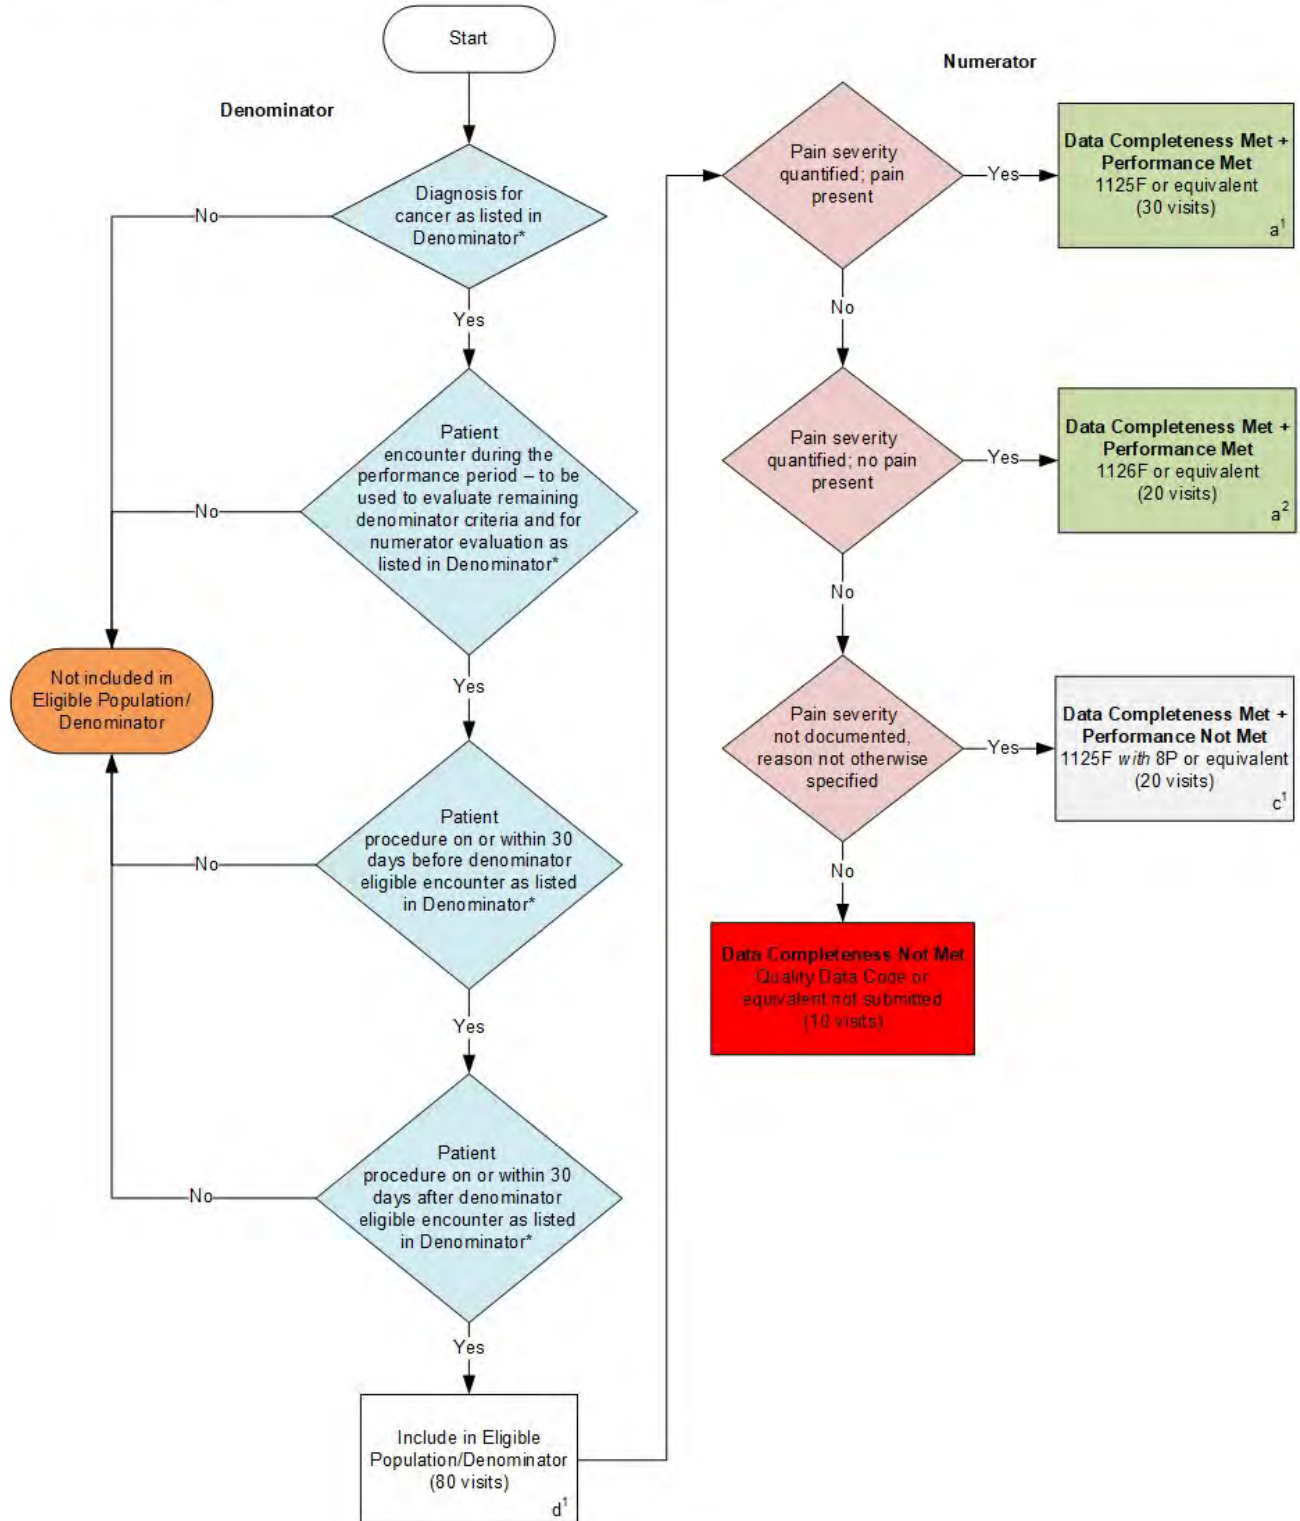 Start
Denominator
Diagnosis for
cancer as listed in
Denominator*
No
Yes
Patient
encounter during the
performance period – to be
used to evaluate remaining
denominator criteria and for
numerator evaluation as
listed in Denominator*
No
Not included in
Eligible Population/
Denominator
Yes
Patient
procedure on or within 30
days before denominator
eligible encounter as listed
in Denominator*
No
Yes
Patient
procedure on or within 30
days after denominator
eligible encounter as listed
in Denominator*
No
Yes
Include in Eligible
Population/Denominator
(80 visits)
d¹
Numerator
Pain severity
quantified; pain
present
Yes
Data Completeness Met +
Performance Met
1125F or equivalent
(30 visits)
a¹
No
Pain severity
quantified; no pain
present
Yes
Data Completeness Met +
Performance Met
1126F or equivalent
(20 visits)
a²
No
Pain severity
not documented,
reason not otherwise
specified
Yes
Data Completeness Met +
Performance Not Met
1125F with 8P or equivalent
(20 visits)
c¹
No
Data Completeness Not Met
Quality Data Code or
equivalent not submitted
(10 visits)